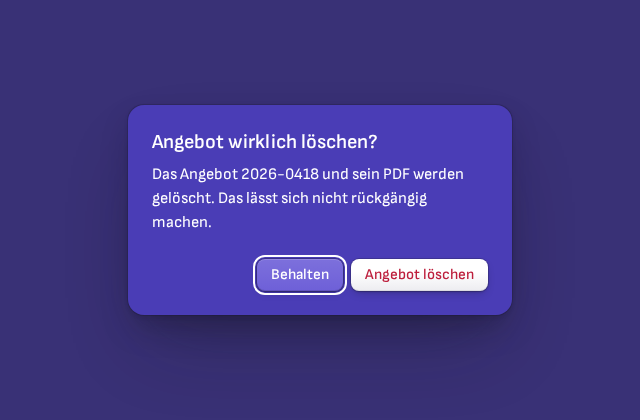 Angebot wirklich löschen?
Das Angebot 2026-0418 und sein PDF werden
gelöscht. Das lässt sich nicht rückgängig
machen.
Behalten
Angebot löschen